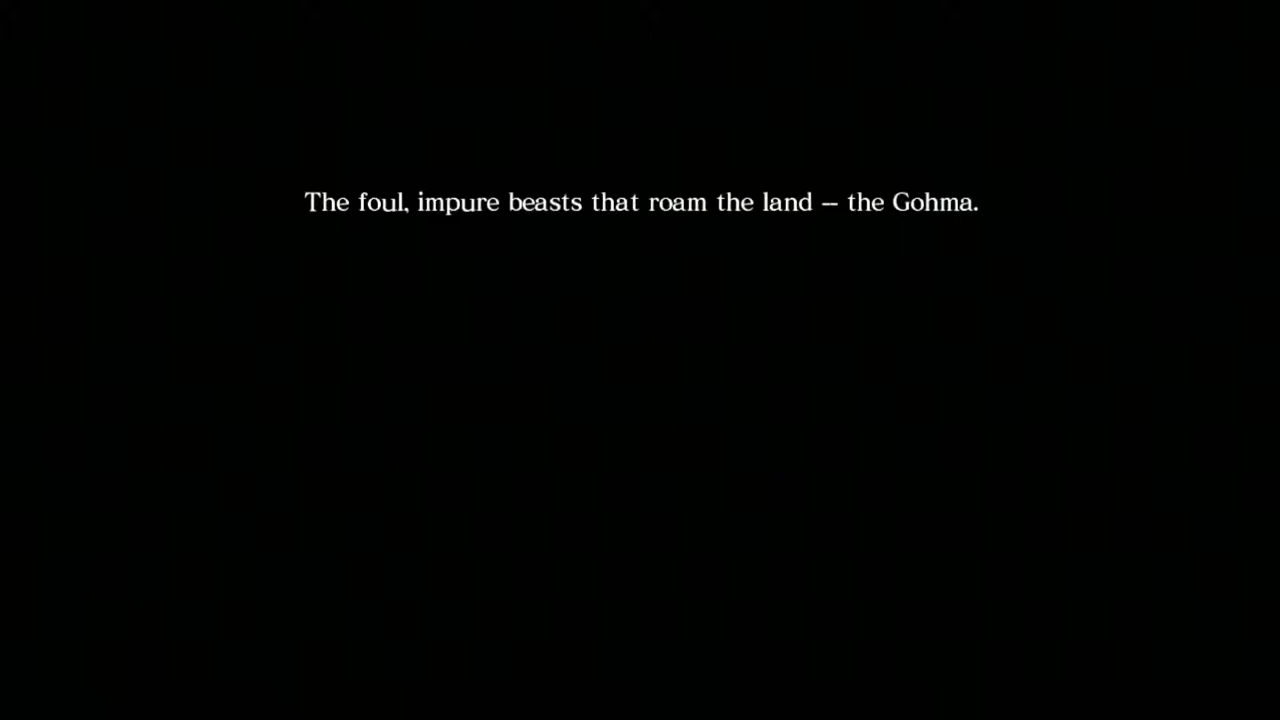 The foul, impure beasts that roam the land -- the Gohma.